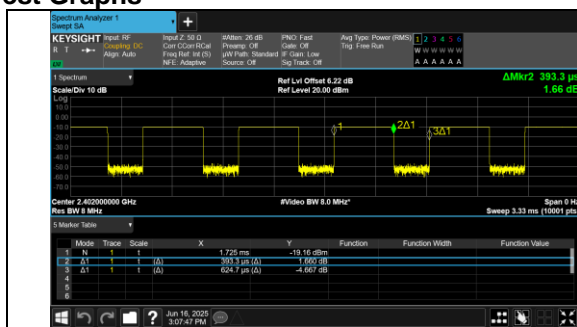 est Graphs
Spectrum Analyzer 1
Swept SA
+
KEYSIGHT Input: RF Input Z: 50 Ω #Atten: 26 dB PNO: Fast Avg Type: Power (RMS) 1 2 3 4 5 6
R T Coupling: DC Corr CCorr RCal Preamp: Off Gate: Off Trig: Free Run W W W W W W
Align: Auto Freq Ref: Int (S) µW Path: Standard IF Gain: Low A A A A A A
NFE: Adaptive Source: Off Sig Track: Off
1 Spectrum Ref Lvl Offset 6.22 dB ΔMkr2 393.3 µs
Scale/Div 10 dB Ref Level 20.00 dBm 1.66 dB
Log
10.0
0.00
-10.0
-20.0
-30.0
-40.0
-50.0
-60.0
-70.0
1 2Δ1 3Δ1
Center 2.402000000 GHz #Video BW 8.0 MHz* Span 0 Hz
Res BW 8 MHz Sweep 3.33 ms (10001 pts)
5 Marker Table
Mode Trace Scale X Y Function Function Width Function Value
1 N 1 t 1.725 ms -19.16 dBm
2 Δ1 1 t (Δ) 393.3 µs (Δ) 1.660 dB
3 Δ1 1 t (Δ) 624.7 µs (Δ) -4.667 dB
4
5
6
? Jun 16, 2025
3:07:47 PM